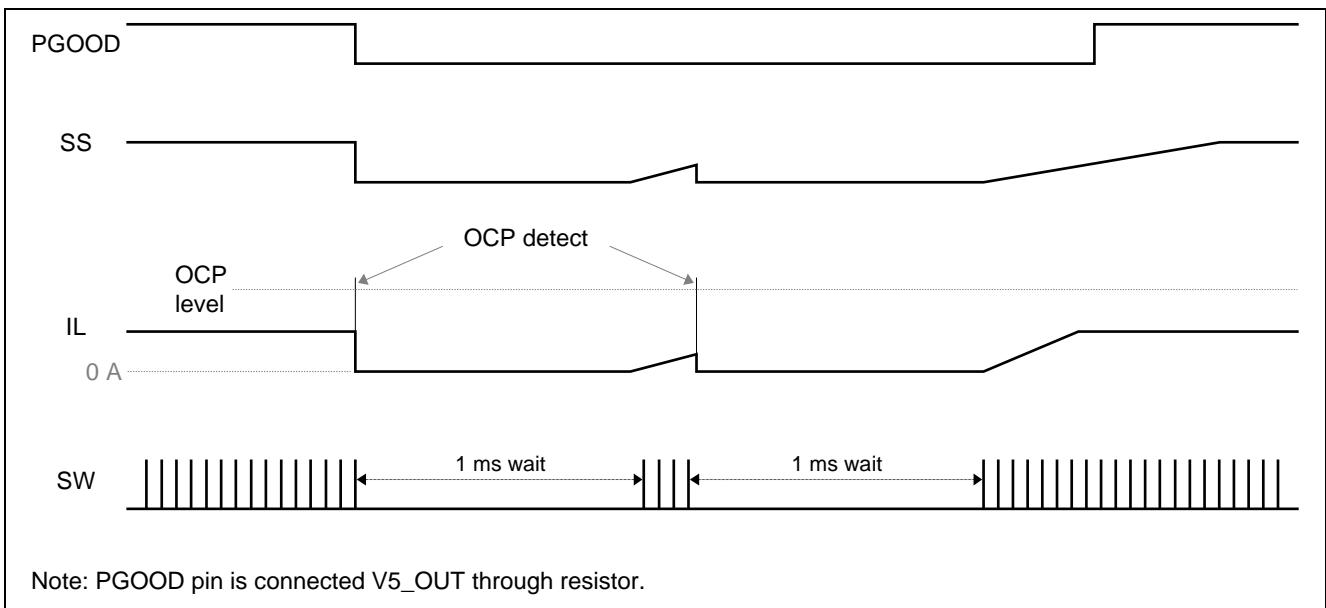 PGOOD
SS
OCP detect
OCP
level
IL
0 A
1 ms wait
1 ms wait
SW
Note: PGOOD pin is connected V5_OUT through resistor.